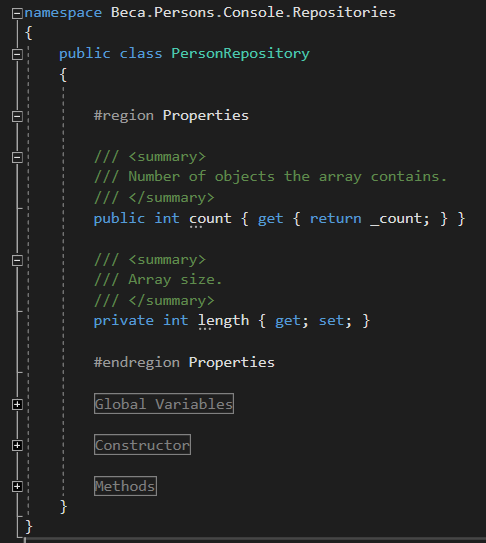 namespace Beca.Persons.Console.Repositories
{
    public class PersonRepository
    {
        #region Properties
        /// <summary>
        /// Number of objects the array contains.
        /// </summary>
        public int count { get { return _count; } }
        /// <summary>
        /// Array size.
        /// </summary>
        private int length { get; set; }
        #endregion Properties
        Global Variables
        Constructor
        Methods
    }
}